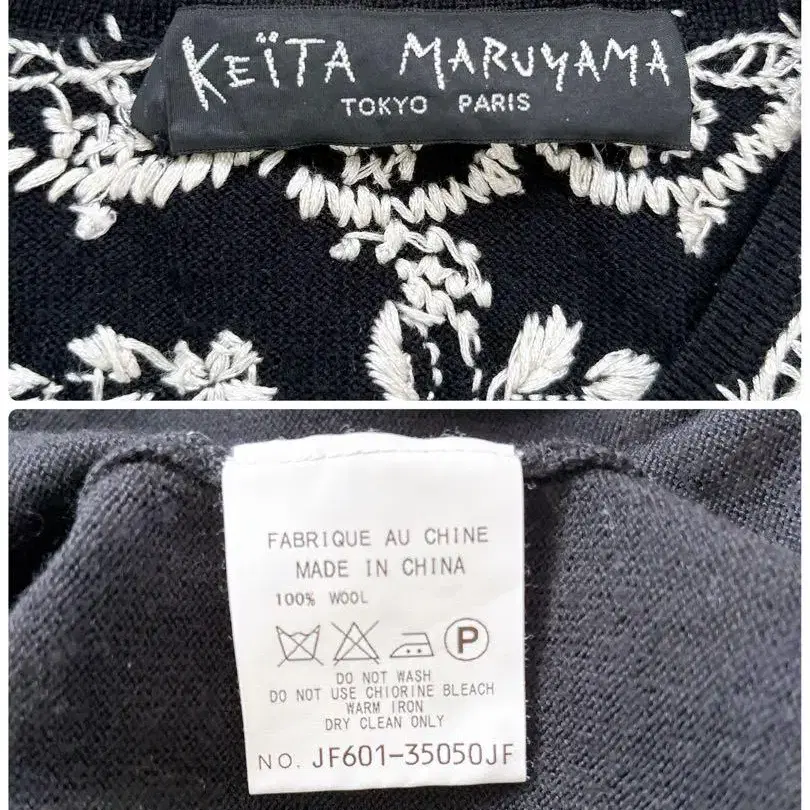 KEÏTA MARUYAMA
TOKYO PARIS
FABRIQUE AU CHINE
MADE IN CHINA
100% WOOL
P
DO NOT WASH
DO NOT USE CHIORINE BLEACH
WARM IRON
DRY CLEAN ONLY
NO. JF601-35050JF